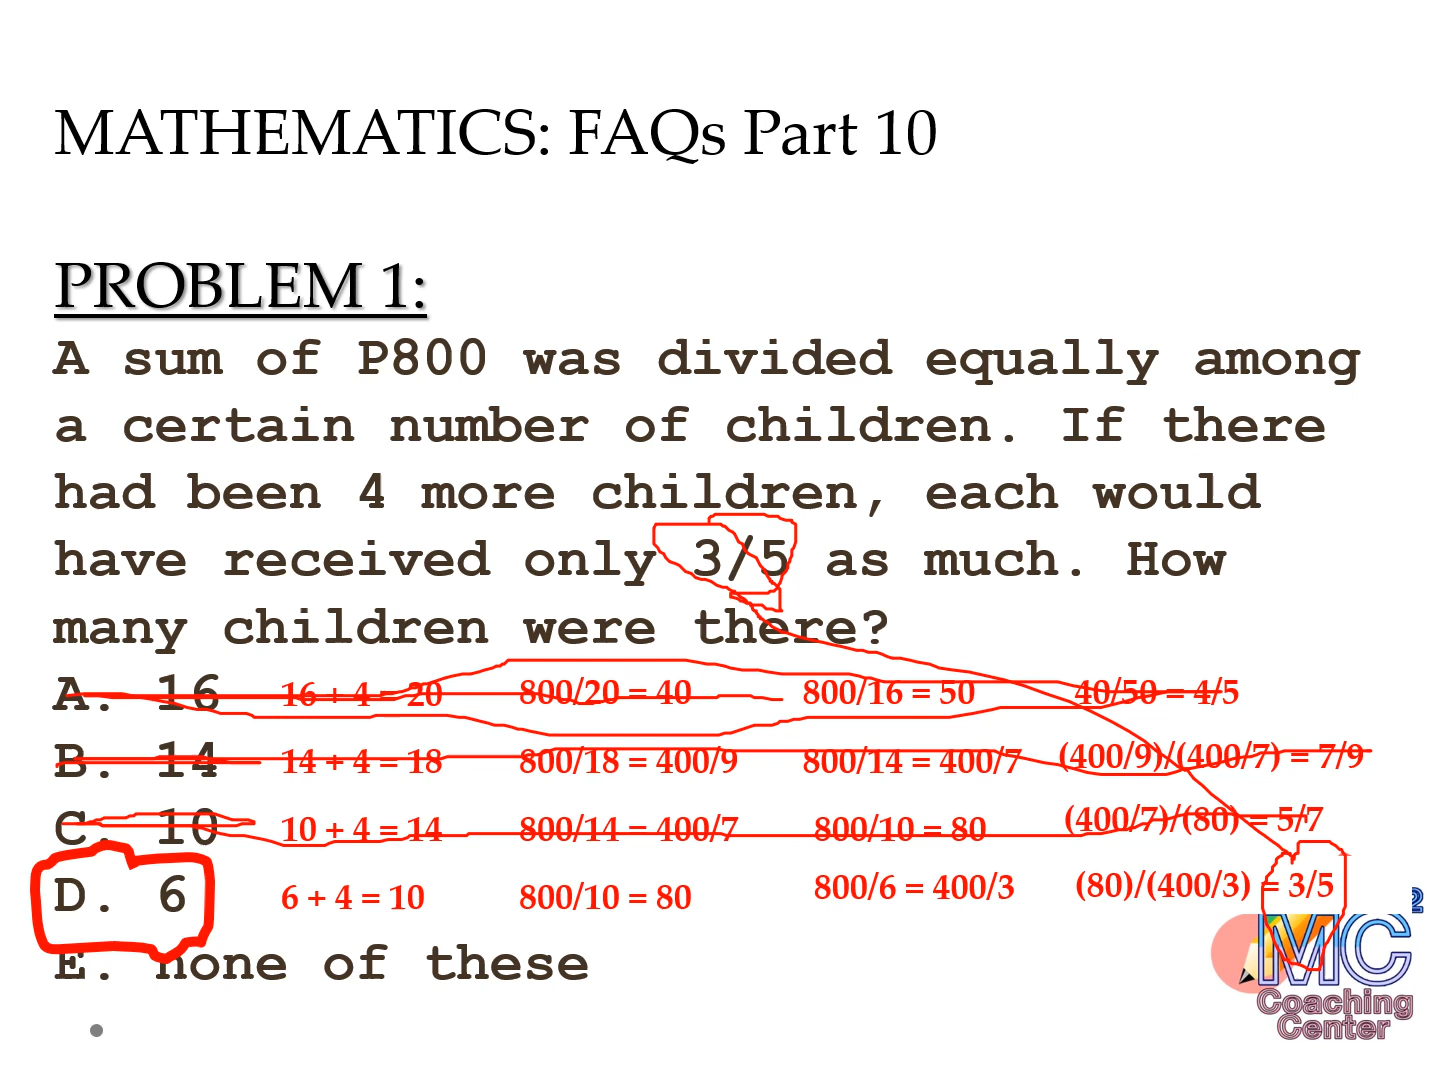 MATHEMATICS: FAQs Part 10
PROBLEM 1:
A sum of P800 was divided equally among
a certain number of children. If there
had been 4 more children, each would
have received only 3/5 as much. How
many children were there?
A. 16 16 + 4 = 20 800/20 = 40 800/16 = 50 40/50 = 4/5
B. 14 14 + 4 = 18 800/18 = 400/9 800/14 = 400/7 (400/9)/(400/7) = 7/9
C. 10 10 + 4 = 14 800/14 = 400/7 800/10 = 80 (400/7)/(80) = 5/7
D. 6 6 + 4 = 10 800/10 = 80 800/6 = 400/3 (80)/(400/3) = 3/5
E. none of these
MC²
Coaching
Center